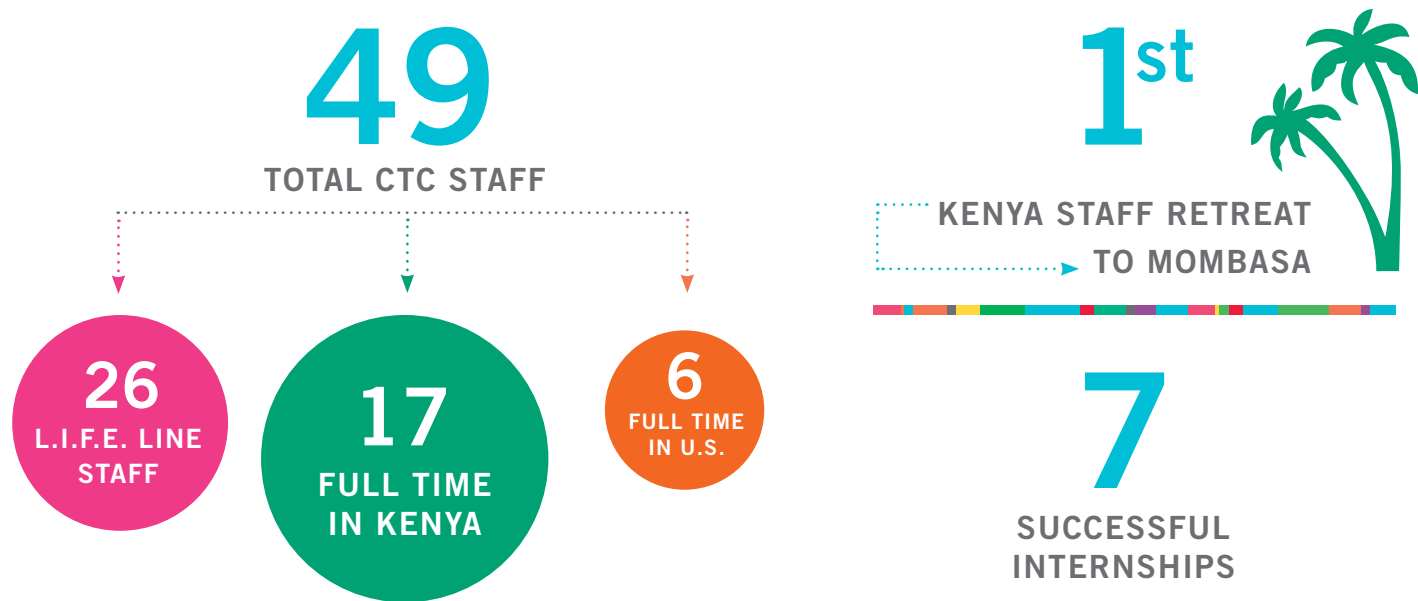 49
TOTAL CTC STAFF
26
L.I.F.E. LINE
STAFF
17
FULL TIME
IN KENYA
6
FULL TIME
IN U.S.
1st
KENYA STAFF RETREAT
TO MOMBASA
7
SUCCESSFUL
INTERNSHIPS